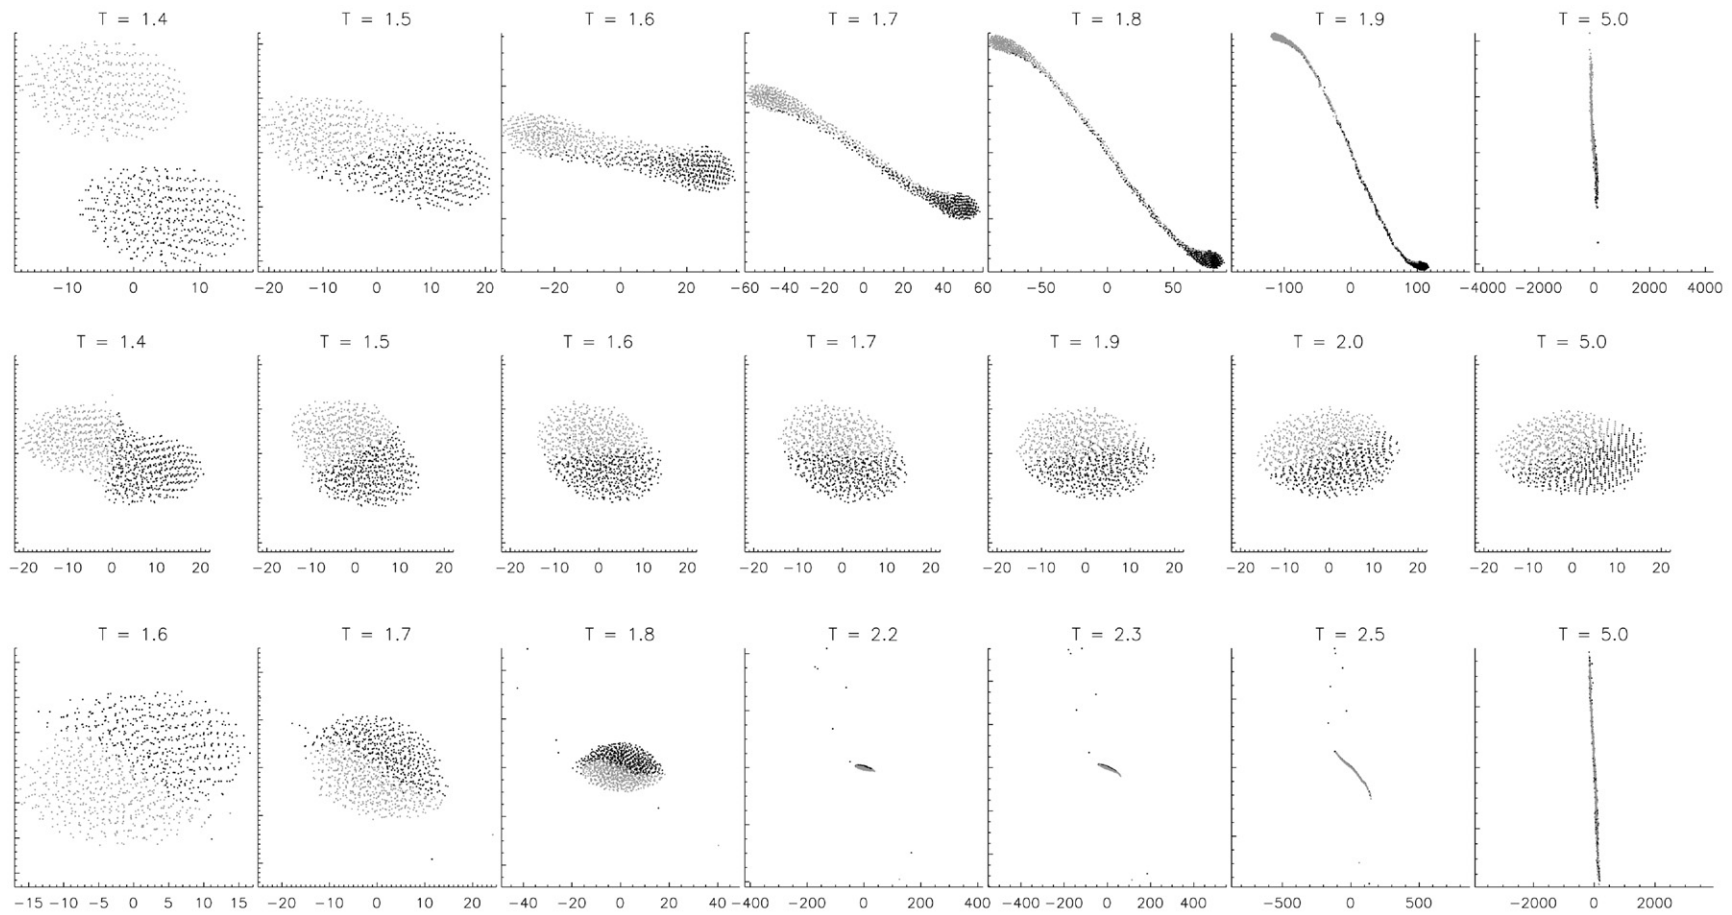 T = 1.4 T = 1.5 T = 1.6 T = 1.7 T = 1.8 T = 1.9 T = 5.0
−10 0 10 −20 −10 0 10 20 −20 0 20 −60 −40 −20 0 20 40 60 −50 0 50 −100 0 100 −4000 −2000 0 2000 4000
T = 1.4 T = 1.5 T = 1.6 T = 1.7 T = 1.9 T = 2.0 T = 5.0
−20 −10 0 10 20 −20 −10 0 10 20 −20 −10 0 10 20 −20 −10 0 10 20 −20 −10 0 10 20 −20 −10 0 10 20 −20 −10 0 10 20
T = 1.6 T = 1.7 T = 1.8 T = 2.2 T = 2.3 T = 2.5 T = 5.0
−15 −10 −5 0 5 10 15 −20 −10 0 10 20 −40 −20 0 20 40 −400 −200 0 200 400 −400 −200 0 200 400 −500 0 500 −2000 0 2000